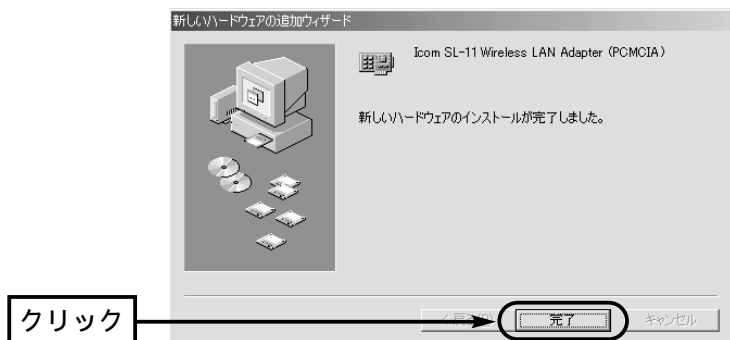 新しいハードウェアの追加ウィザード
Icom SL-11 Wireless LAN Adapter (PCMCIA)
新しいハードウェアのインストールが完了しました。
クリック
完了
キャンセル